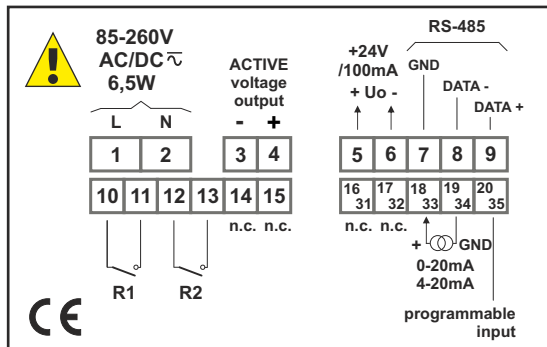 85-260V
AC/DC
6,5W
L N
ACTIVE
voltage
output
- +
+24V
/100mA
+ Uo -
RS-485
GND
DATA -
DATA +
1 2 3 4 5 6 7 8 9
10 11 12 13 14 15 16 31 17 32 18 33 19 34 20 35
n.c. n.c. n.c. n.c.
R1 R2
+ GND
0-20mA
4-20mA
programmable
input
CE